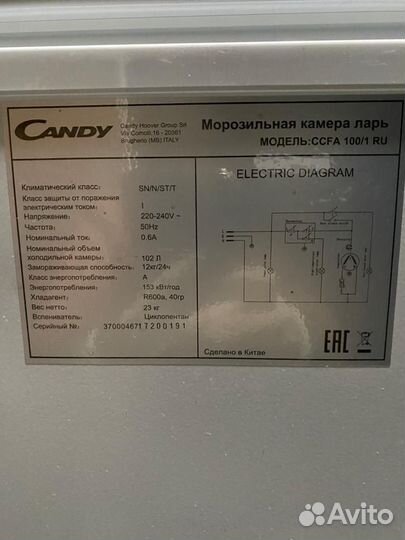 CANDY
Candy Hoover Group Srl
Via Comolli,16 - 20861
Brugherio (MB) ITALY
Морозильная камера ларь
МОДЕЛЬ:CCFA 100/1 RU
ELECTRIC DIAGRAM
Климатический класс: SN/N/ST/T
Класс защиты от поражения
электрическим током: I
Напряжение: 220-240V ~
Частота: 50Hz
Номинальный ток: 0.6A
Номинальный объем
холодильной камеры: 102 Л
Замораживающая способность: 12кг/24ч
Класс энергопотребления: A
Энергопотребления: 153 кВт/год
Хладагент: R600a, 40гр
Вес нетто: 23 кг
Вспениватель: Циклопентан
Серийный № 3700046717200191
L
N
Сделано в Китае
EAC
Avito